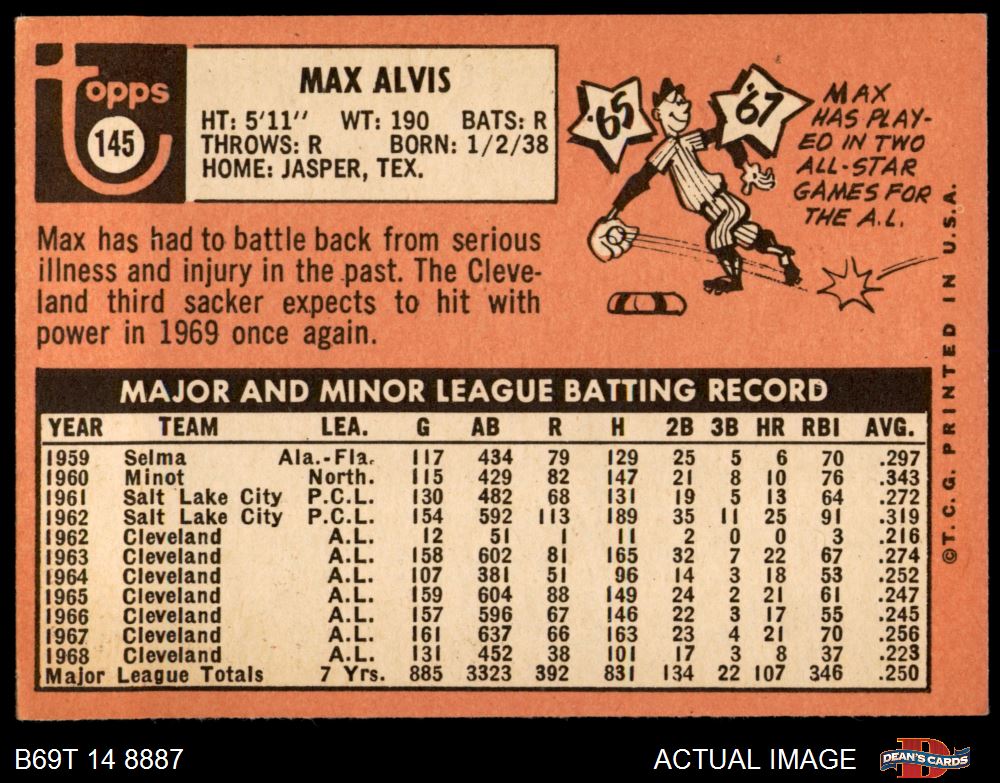 Topps
145
MAX ALVIS
HT: 5'11" WT: 190 BATS: R
THROWS: R BORN: 1/2/38
HOME: JASPER, TEX.
'65
'67
MAX
HAS PLAY-
ED IN TWO
ALL-STAR
GAMES FOR
THE A.L.
Max has had to battle back from serious
illness and injury in the past. The Cleve-
land third sacker expects to hit with
power in 1969 once again.
MAJOR AND MINOR LEAGUE BATTING RECORD
YEAR TEAM LEA. G AB R H 2B 3B HR RBI AVG.
1959 Selma Ala.-Fla. 117 434 79 129 25 5 6 70 .297
1960 Minot North. 115 429 82 147 21 8 10 76 .343
1961 Salt Lake City P.C.L. 130 482 68 131 19 5 13 64 .272
1962 Salt Lake City P.C.L. 154 592 113 189 35 11 25 91 .319
1962 Cleveland A.L. 12 51 1 11 2 0 0 3 .216
1963 Cleveland A.L. 158 602 81 165 32 7 22 67 .274
1964 Cleveland A.L. 107 381 51 96 14 3 18 53 .252
1965 Cleveland A.L. 159 604 88 149 24 2 21 61 .247
1966 Cleveland A.L. 157 596 67 146 22 3 17 55 .245
1967 Cleveland A.L. 161 637 66 163 23 4 21 70 .256
1968 Cleveland A.L. 131 452 38 101 17 3 8 37 .223
Major League Totals 7 Yrs. 885 3323 392 831 134 22 107 346 .250
©T.C.G. PRINTED IN U.S.A.
B69T 14 8887
ACTUAL IMAGE
D
DEAN'S CARDS